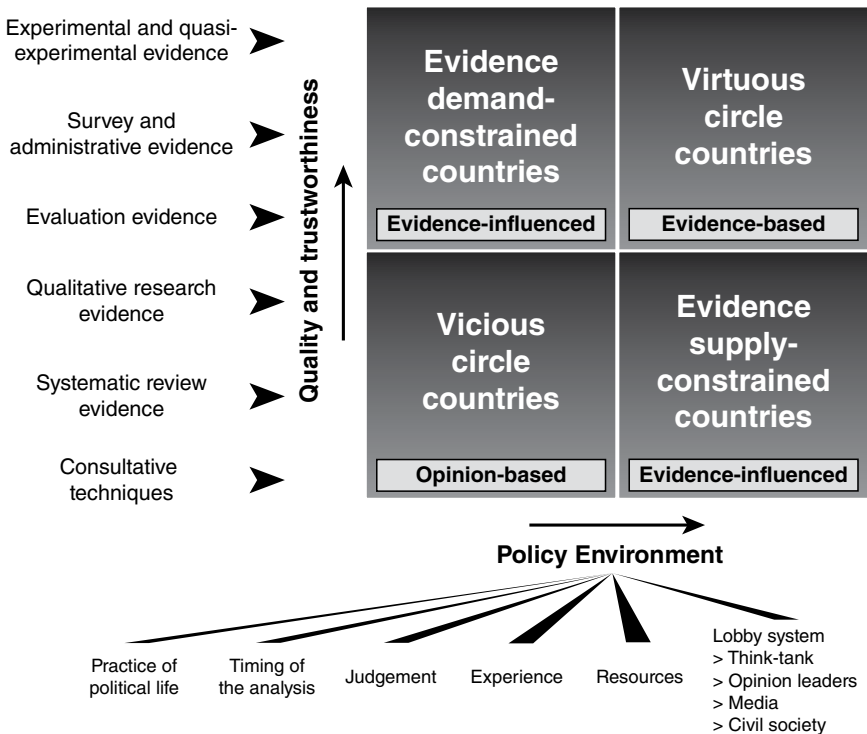 Experimental and quasi-
experimental evidence
Survey and
administrative evidence
Evaluation evidence
Qualitative research
evidence
Systematic review
evidence
Consultative
techniques
Quality and trustworthiness
Evidence
demand-
constrained
countries
Evidence-influenced
Virtuous
circle
countries
Evidence-based
Vicious
circle
countries
Opinion-based
Evidence
supply-
constrained
countries
Evidence-influenced
Policy Environment
Practice of
political life
Timing of
the analysis
Judgement
Experience
Resources
Lobby system
> Think-tank
> Opinion leaders
> Media
> Civil society